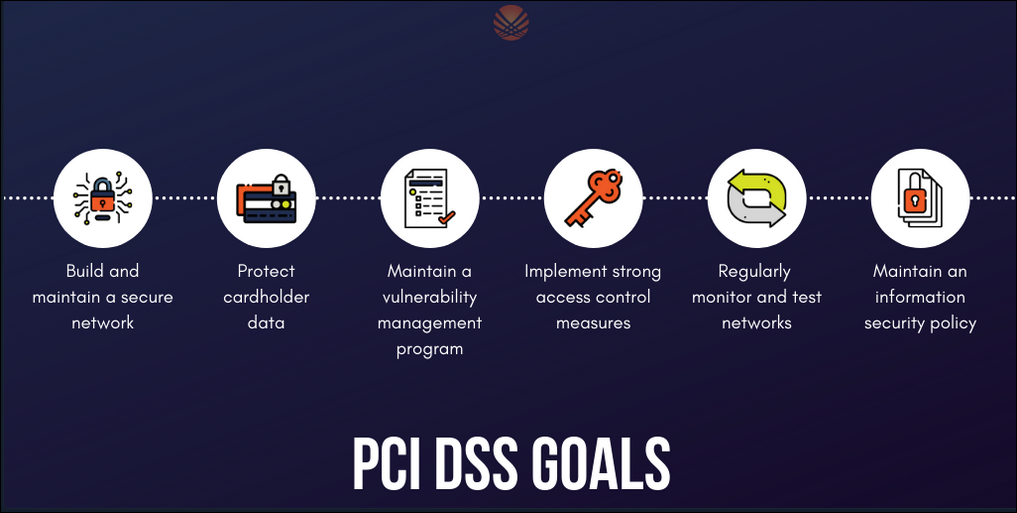 Build and
maintain a secure
network
Protect
cardholder
data
Maintain a
vulnerability
management
program
Implement strong
access control
measures
Regularly
monitor and test
networks
Maintain an
information
security policy
PCI DSS GOALS